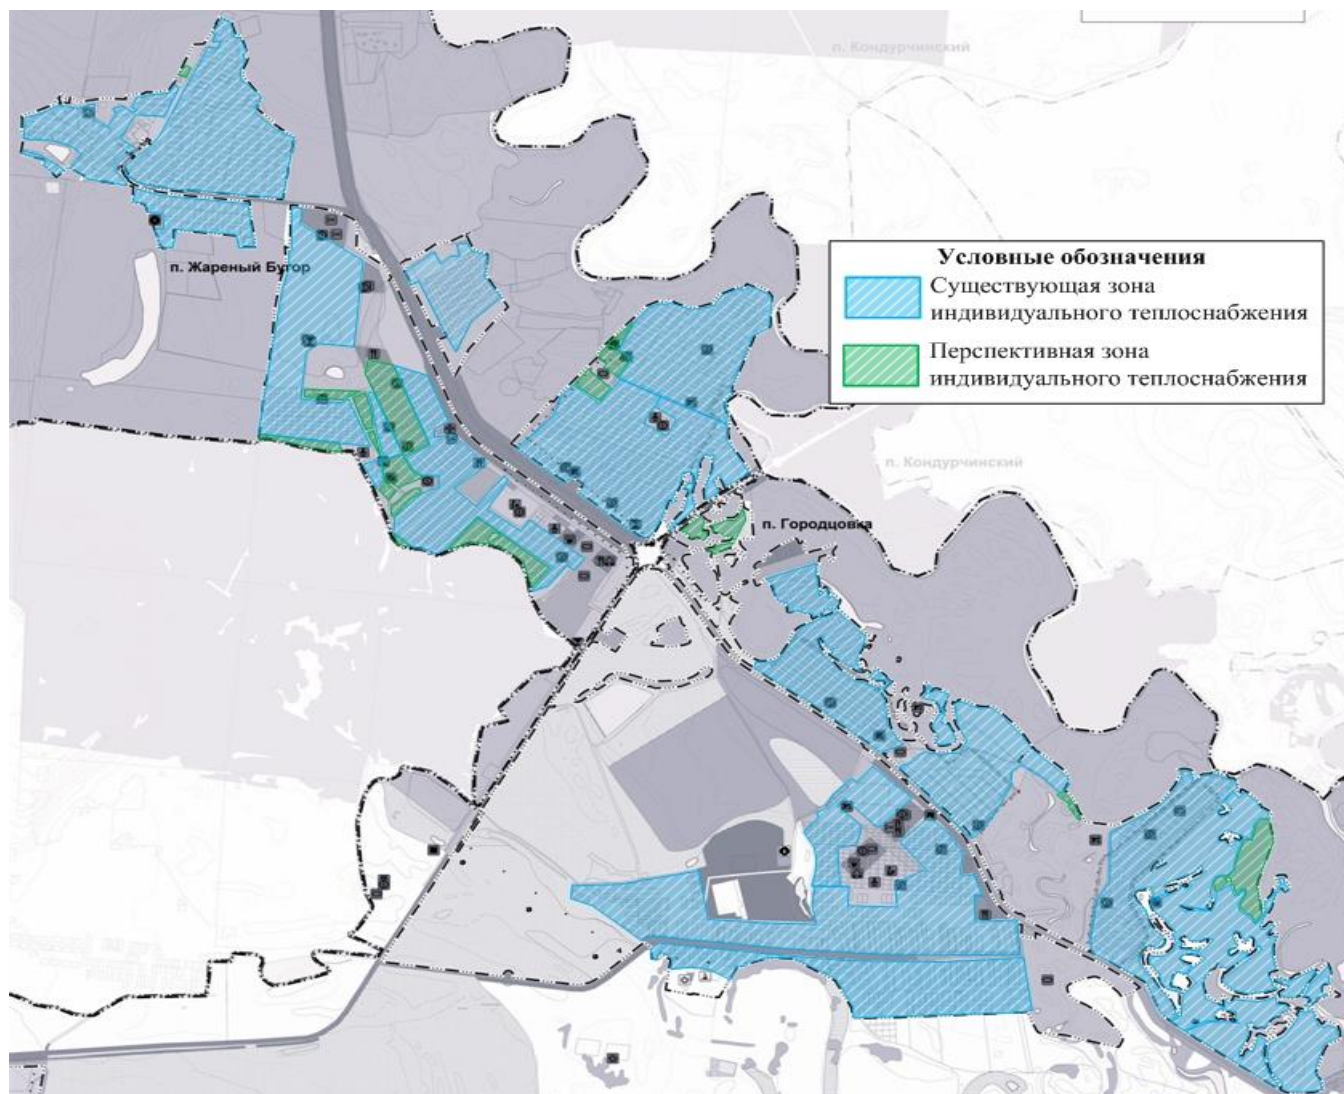 п. Кондурчинский
Условные обозначения
Существующая зона
индивидуального теплоснабжения
Перспективная зона
индивидуального теплоснабжения
п. Жареный Бугор
п. Кондурчинский
п. Городцовка